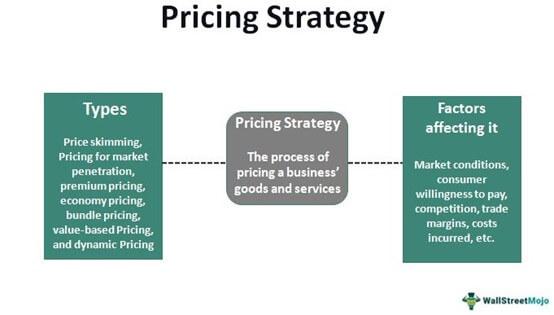 Pricing Strategy
Types
Price skimming,
Pricing for market
penetration,
premium pricing,
economy pricing,
bundle pricing,
value-based Pricing,
and dynamic Pricing
Pricing Strategy
The process of
pricing a business’
goods and services
Factors
affecting it
Market conditions,
consumer
willingness to pay,
competition, trade
margins, costs
incurred, etc.
WallStreetMojo